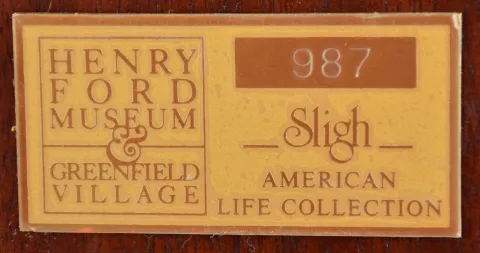 HENRY
FORD
MUSEUM
&
GREENFIELD
VILLAGE
987
Sligh
AMERICAN
LIFE COLLECTION